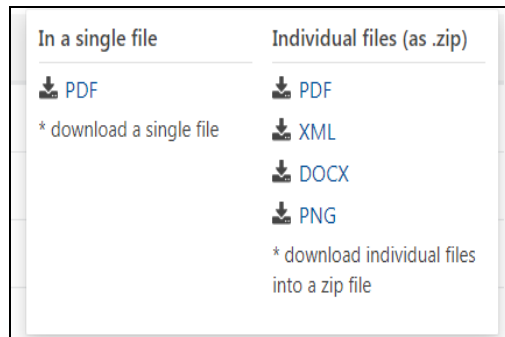 In a single file
PDF
* download a single file
Individual files (as .zip)
PDF
XML
DOCX
PNG
* download individual files
into a zip file